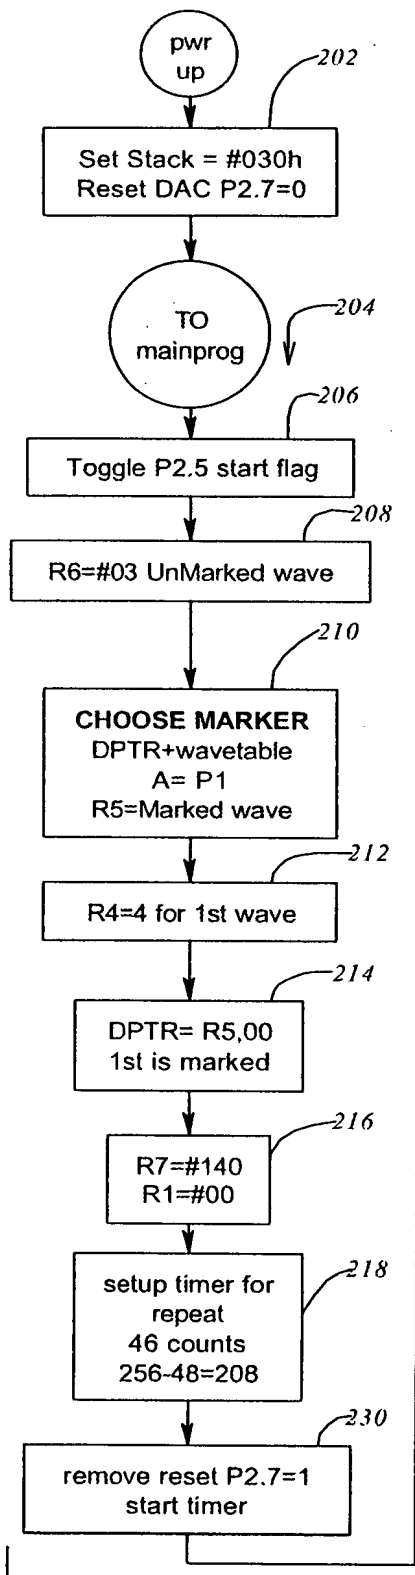 pwr
up
202
Set Stack = #030h
Reset DAC P2.7=0
TO
mainprog
204
206
Toggle P2.5 start flag
208
R6=#03 UnMarked wave
210
CHOOSE MARKER
DPTR+wavetable
A= P1
R5=Marked wave
212
R4=4 for 1st wave
214
DPTR= R5,00
1st is marked
216
R7=#140
R1=#00
218
setup timer for
repeat
46 counts
256-48=208
230
remove reset P2.7=1
start timer